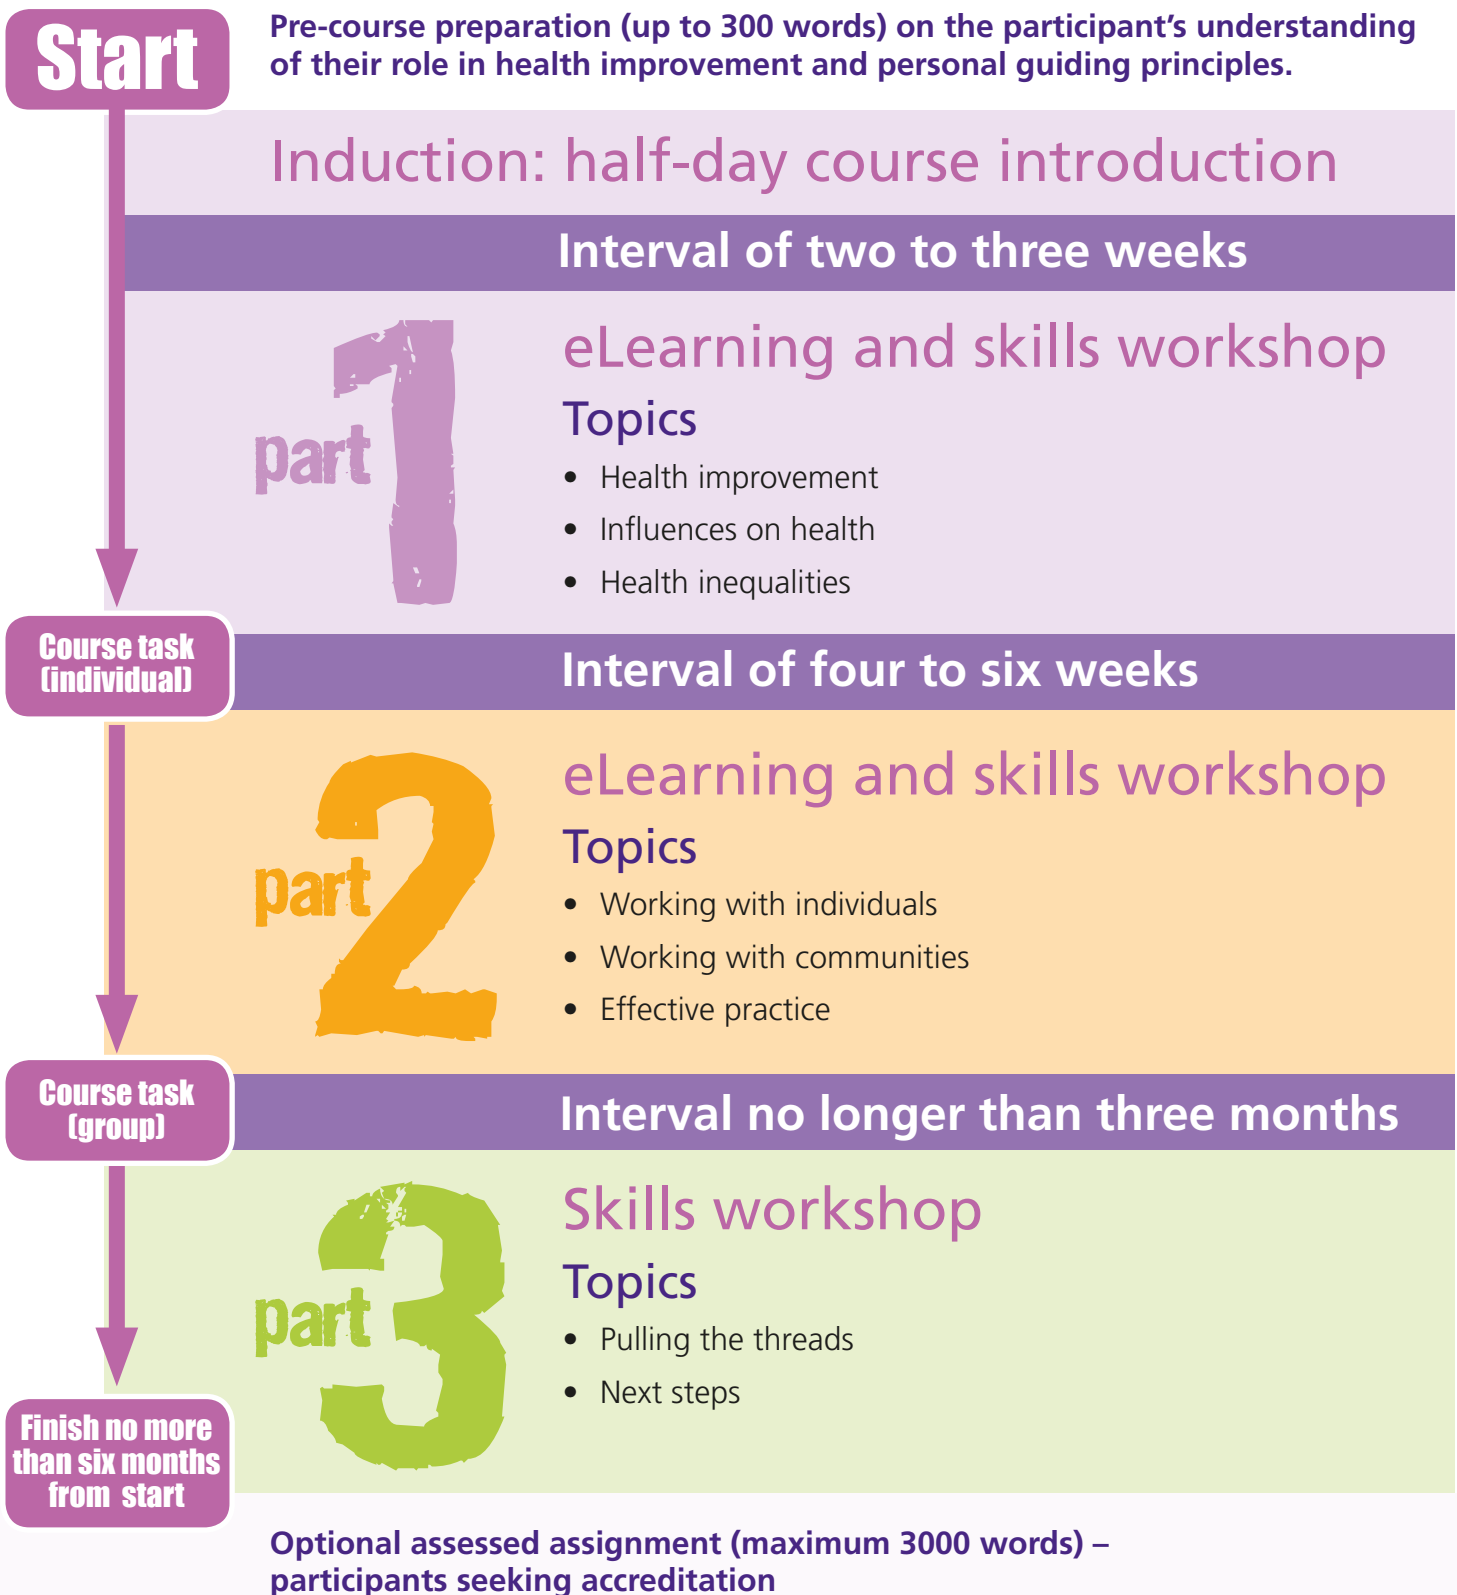 Start
Pre-course preparation (up to 300 words) on the participant's understanding
of their role in health improvement and personal guiding principles.
Induction: half-day course introduction
Interval of two to three weeks
part 1
eLearning and skills workshop
Topics
• Health improvement
• Influences on health
• Health inequalities
Course task
(individual)
Interval of four to six weeks
part 2
eLearning and skills workshop
Topics
• Working with individuals
• Working with communities
• Effective practice
Course task
(group)
Interval no longer than three months
part 3
Skills workshop
Topics
• Pulling the threads
• Next steps
Finish no more
than six months
from start
Optional assessed assignment (maximum 3000 words) –
participants seeking accreditation